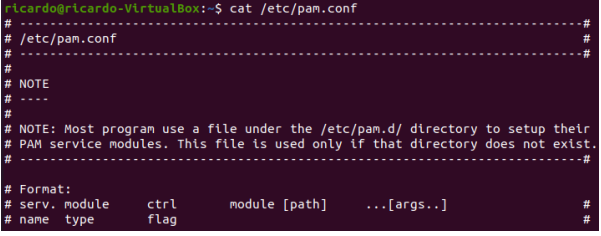 ricardo@ricardo-VirtualBox:~$ cat /etc/pam.conf
# ---------------------------------------------------------------------------#
# /etc/pam.conf                                                              #
# ---------------------------------------------------------------------------#
#
# NOTE
# ----
#
# NOTE: Most program use a file under the /etc/pam.d/ directory to setup their
# PAM service modules. This file is used only if that directory does not exist.
# ---------------------------------------------------------------------------#
# Format:
# serv. module     ctrl       module [path]     ...[args..]                  #
# name  type       flag                                                      #